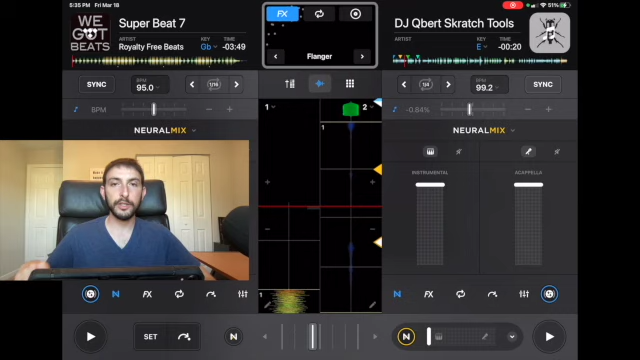 5:35 PM Fri Mar 18
51%
WE GOT BEATS
Super Beat 7
ARTIST
Royalty Free Beats
KEY
Gb
TIME
-03:49
FX
Flanger
DJ Qbert Skratch Tools
ARTIST
KEY
E
TIME
-00:20
SYNC
BPM
95.0
1/16
1/4
BPM
99.2
SYNC
BPM
-0.84%
NEURALMIX
NEURALMIX
1
2
1
INSTRUMENTAL
ACAPPELLA
N
FX
N
FX
1
SET
N
N